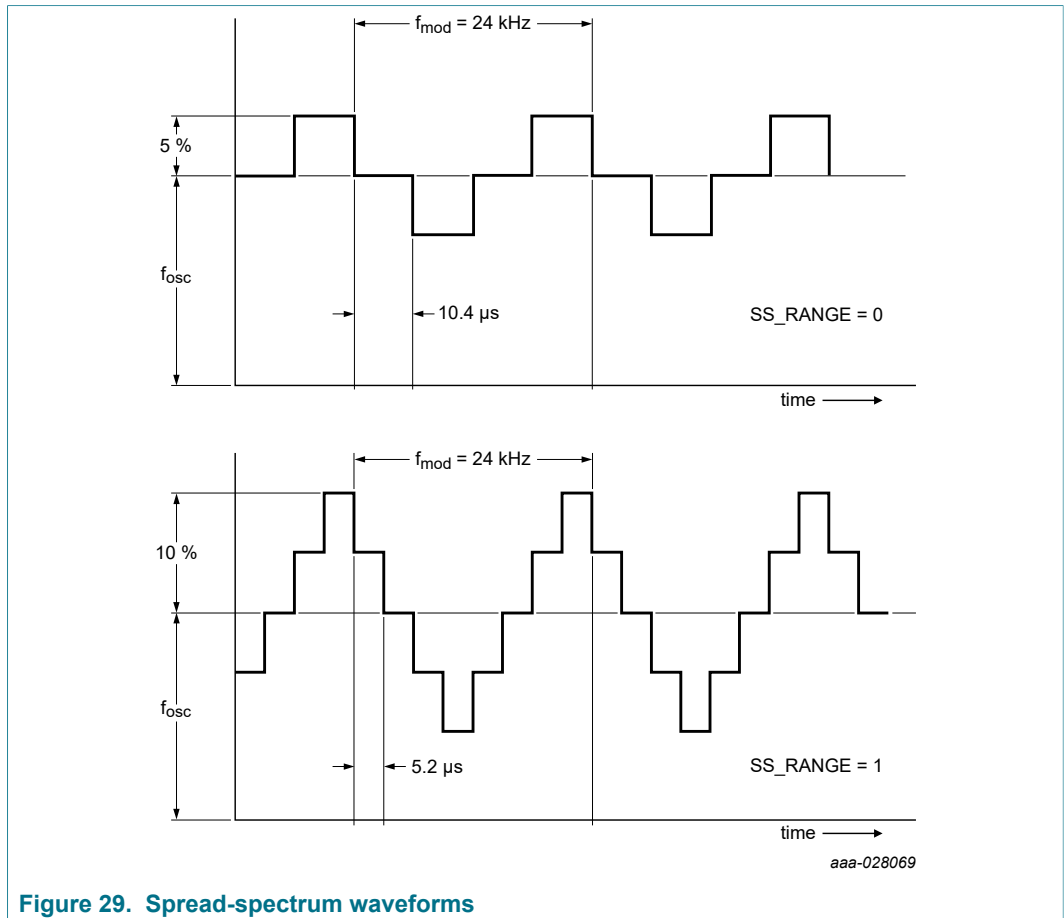 fmod = 24 kHz
5 %
fosc
10.4 µs
SS_RANGE = 0
time
fmod = 24 kHz
10 %
fosc
5.2 µs
SS_RANGE = 1
time
aaa-028069
Figure 29. Spread-spectrum waveforms